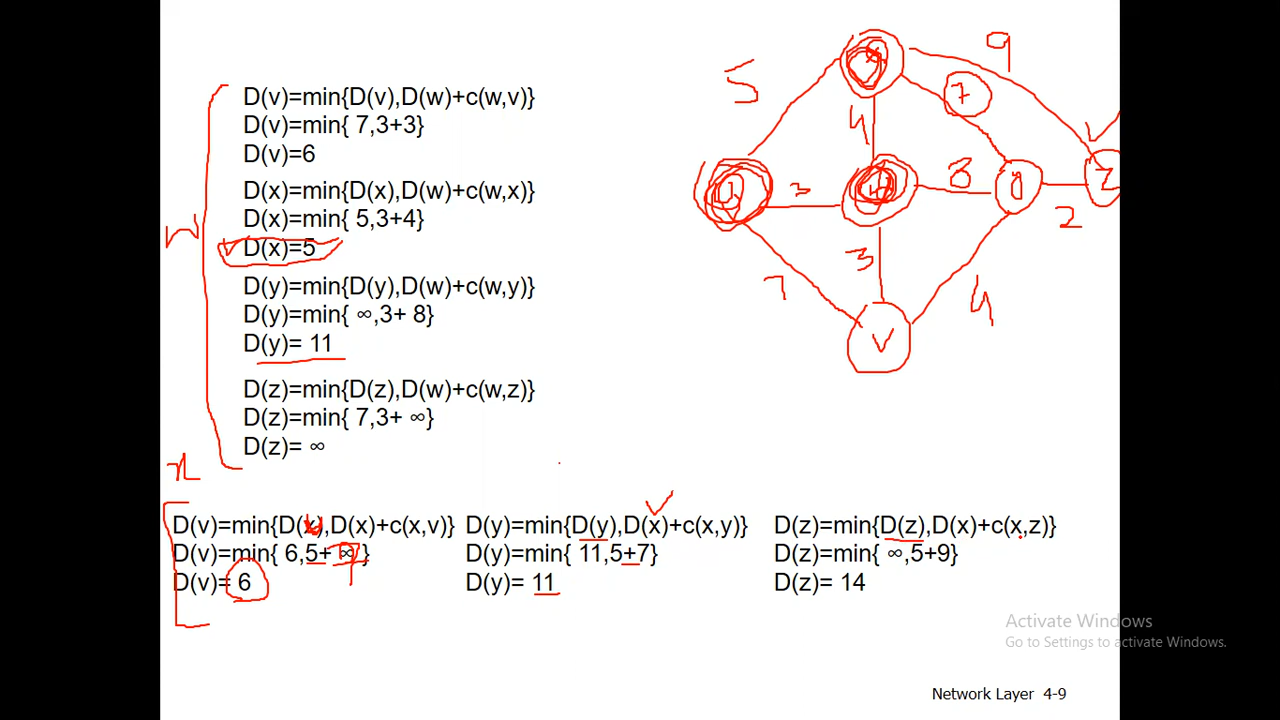 D(v)=min{D(v),D(w)+c(w,v)}
D(v)=min{ 7,3+3}
D(v)=6
D(x)=min{D(x),D(w)+c(w,x)}
D(x)=min{ 5,3+4}
D(x)=5
D(y)=min{D(y),D(w)+c(w,y)}
D(y)=min{ ∞,3+ 8}
D(y)= 11
D(z)=min{D(z),D(w)+c(w,z)}
D(z)=min{ 7,3+ ∞}
D(z)= ∞
w
x
9
5
x
7
4
u
3
w
8
y
z
2
7
3
4
v
D(v)=min{D(v),D(x)+c(x,v)}
D(v)=min{ 6,5+ ∞ }
D(v)= 6
D(y)=min{D(y),D(x)+c(x,y)}
D(y)=min{ 11,5+7}
D(y)= 11
D(z)=min{D(z),D(x)+c(x,z)}
D(z)=min{ ∞,5+9}
D(z)= 14
Activate Windows
Go to Settings to activate Windows.
Network Layer 4-9